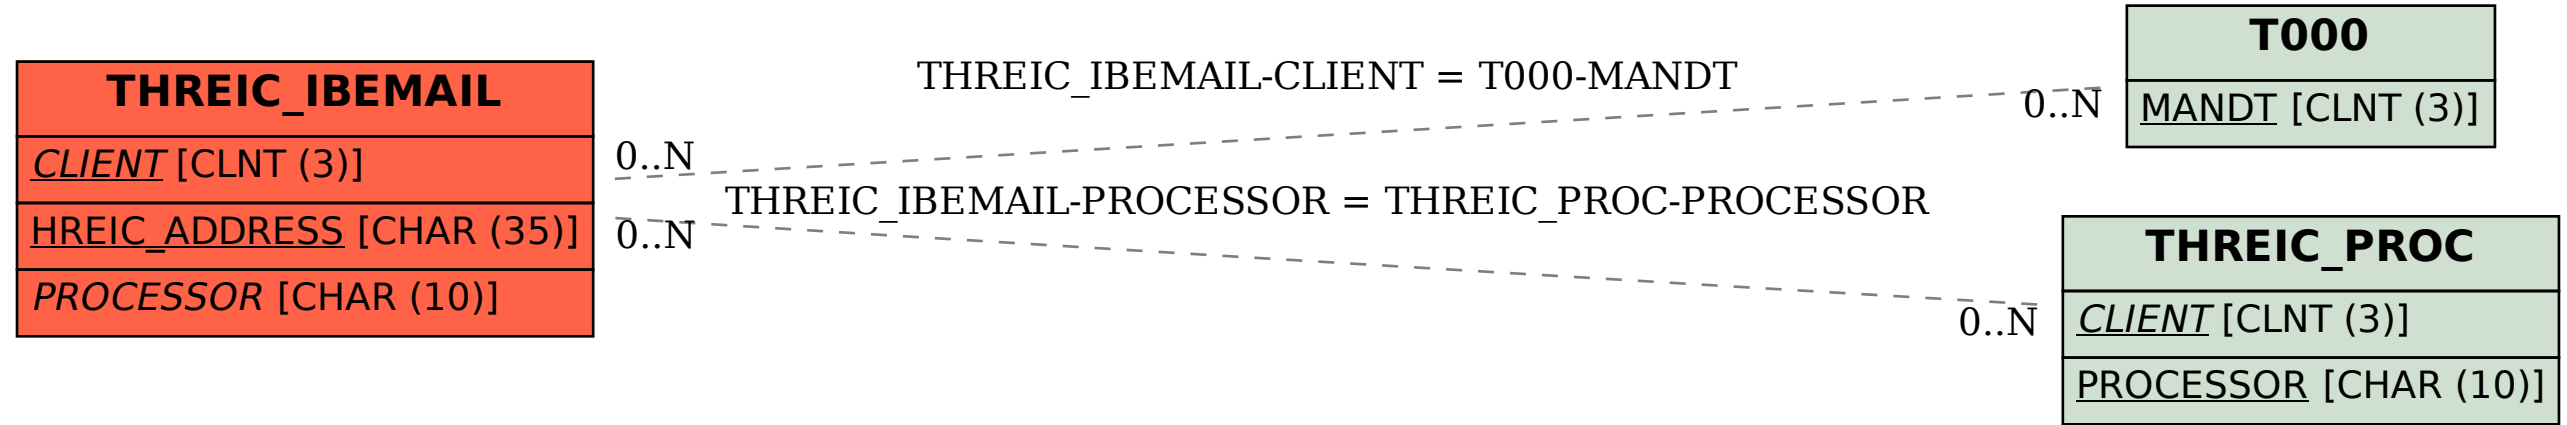 THREIC_IBEMAIL
CLIENT [CLNT (3)]
HREIC_ADDRESS [CHAR (35)]
PROCESSOR [CHAR (10)]
THREIC_IBEMAIL-CLIENT = T000-MANDT
0..N
0..N
THREIC_IBEMAIL-PROCESSOR = THREIC_PROC-PROCESSOR
0..N
0..N
T000
MANDT [CLNT (3)]
THREIC_PROC
CLIENT [CLNT (3)]
PROCESSOR [CHAR (10)]